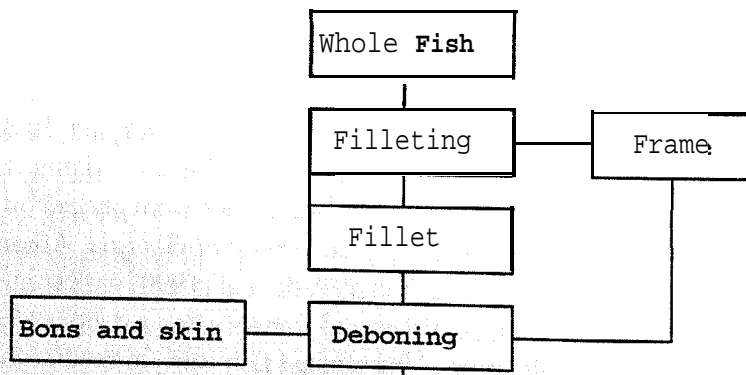 Whole Fish
Filleting
Frame
Fillet
Bons and skin
Deboning